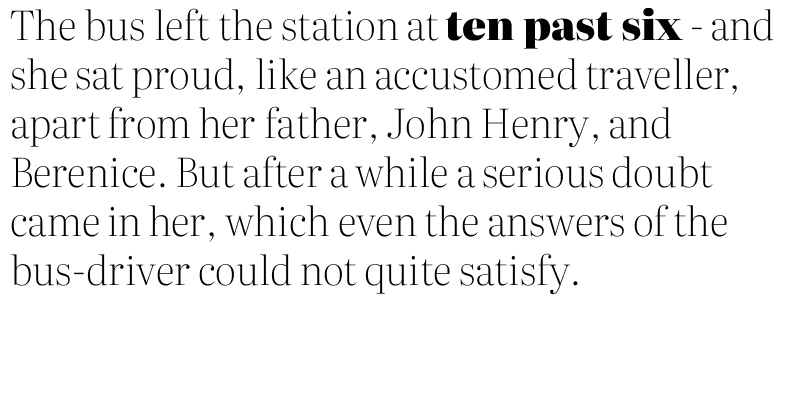 The bus left the station at ten past six - and
she sat proud, like an accustomed traveller,
apart from her father, John Henry, and
Berenice. But after a while a serious doubt
came in her, which even the answers of the
bus-driver could not quite satisfy.